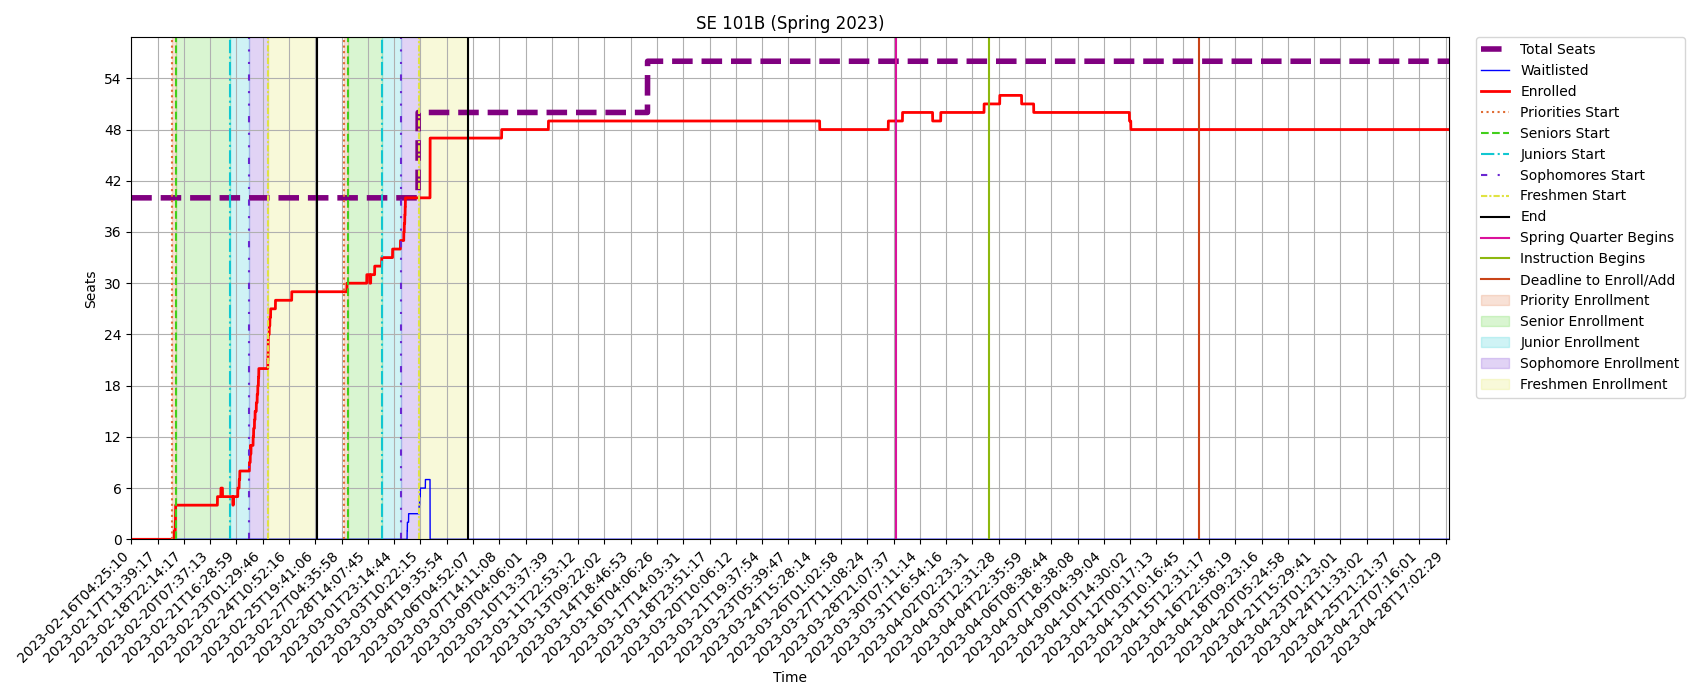 SE 101B (Spring 2023)
Seats
54
48
42
36
30
24
18
12
6
0
2023-02-16T04:25:10
2023-02-17T13:39:17
2023-02-18T22:14:17
2023-02-20T07:37:13
2023-02-21T16:28:59
2023-02-23T01:29:46
2023-02-24T10:52:16
2023-02-25T19:41:06
2023-02-27T04:35:58
2023-02-28T14:07:45
2023-03-01T23:14:44
2023-03-03T10:22:15
2023-03-04T19:35:54
2023-03-06T04:52:07
2023-03-07T14:11:08
2023-03-09T04:06:01
2023-03-10T13:37:39
2023-03-11T22:53:12
2023-03-13T09:22:02
2023-03-14T18:46:53
2023-03-16T04:06:26
2023-03-17T14:03:31
2023-03-18T23:51:17
2023-03-20T10:06:12
2023-03-21T19:37:54
2023-03-23T05:39:47
2023-03-24T15:28:14
2023-03-26T01:02:58
2023-03-27T11:08:24
2023-03-28T21:07:37
2023-03-30T07:11:14
2023-03-31T16:54:16
2023-04-02T02:23:31
2023-04-03T12:31:28
2023-04-04T22:35:59
2023-04-06T08:38:44
2023-04-07T18:38:08
2023-04-09T04:39:04
2023-04-10T14:30:02
2023-04-12T00:17:13
2023-04-13T10:16:45
2023-04-15T12:31:17
2023-04-16T22:58:19
2023-04-18T09:23:16
2023-04-20T05:24:58
2023-04-21T15:29:41
2023-04-23T01:23:01
2023-04-24T11:33:02
2023-04-25T21:21:37
2023-04-27T07:16:01
2023-04-28T17:02:29
Time
Total Seats
Waitlisted
Enrolled
Priorities Start
Seniors Start
Juniors Start
Sophomores Start
Freshmen Start
End
Spring Quarter Begins
Instruction Begins
Deadline to Enroll/Add
Priority Enrollment
Senior Enrollment
Junior Enrollment
Sophomore Enrollment
Freshmen Enrollment